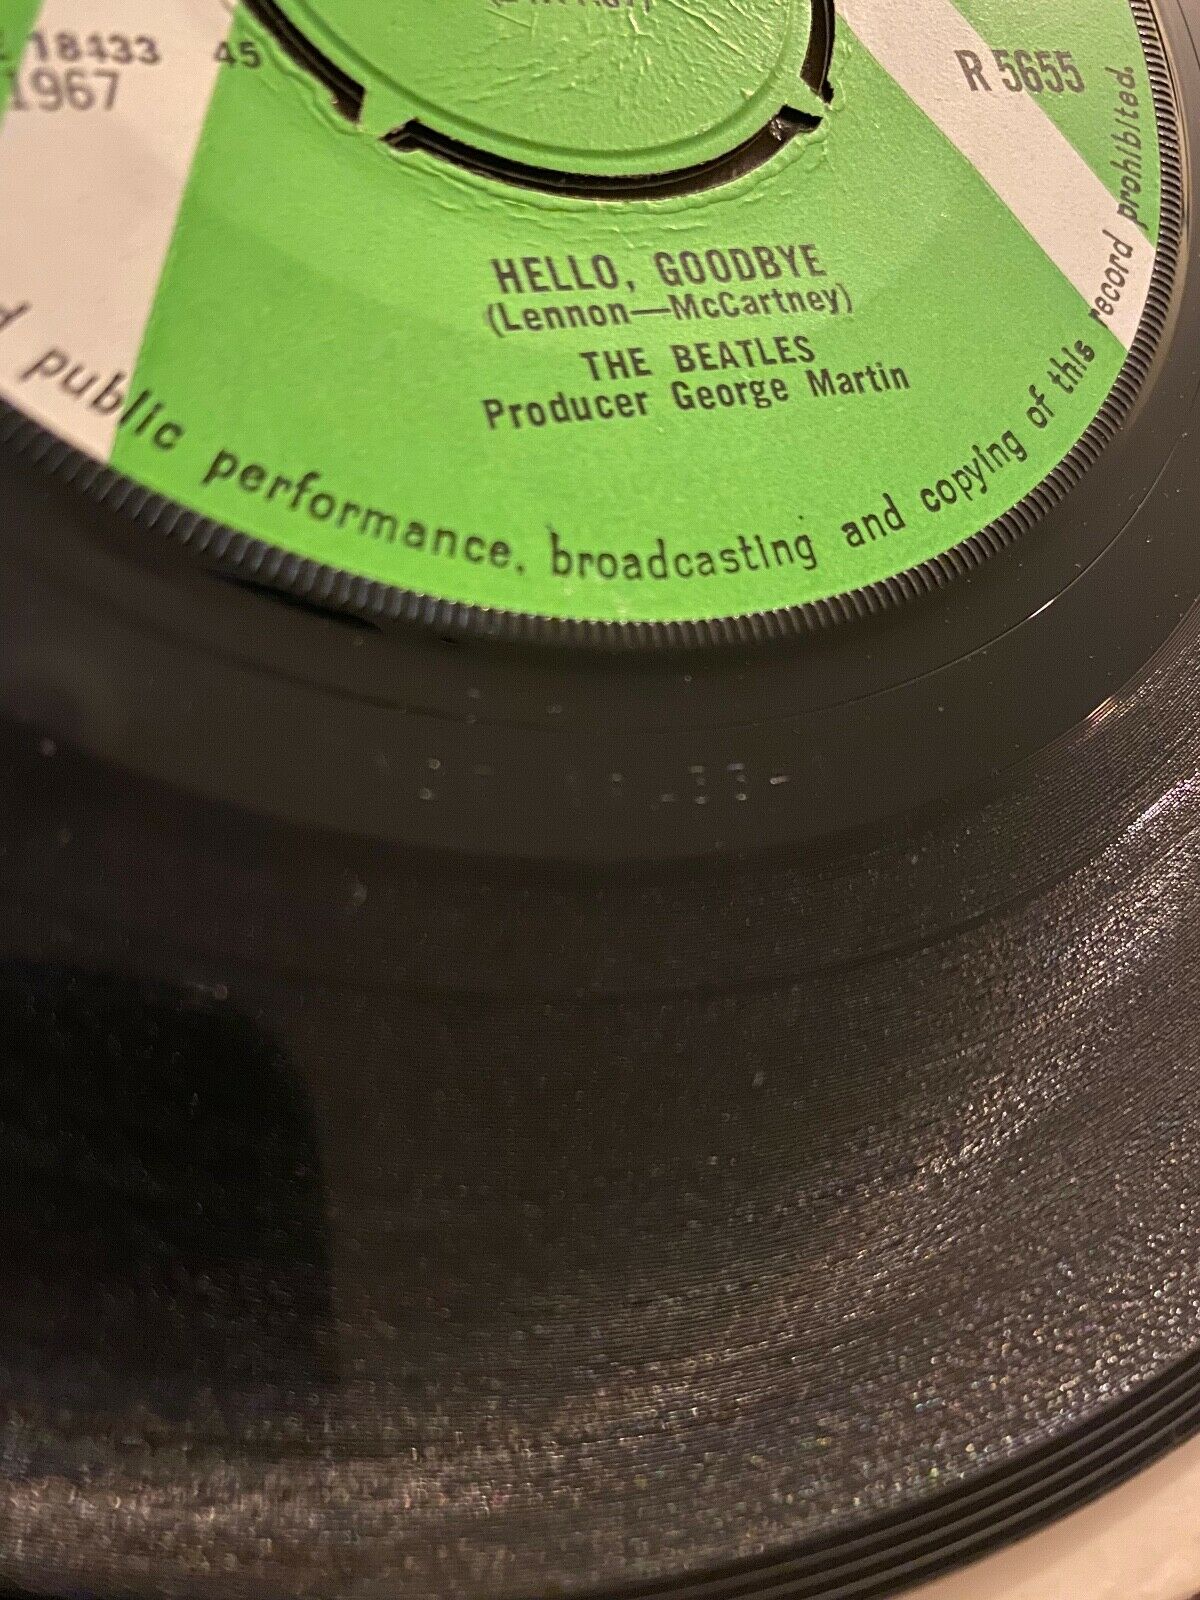 18433 45
1967
R 5655
HELLO, GOODBYE
(Lennon—McCartney)
THE BEATLES
Producer George Martin
public performance, broadcasting and copying of this record prohibited.